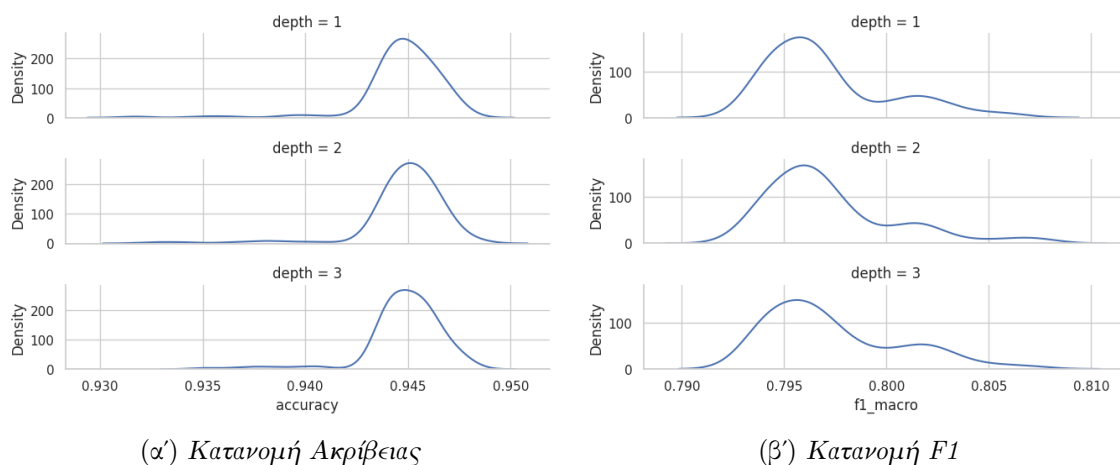 depth = 1
Density
200
100
0
depth = 2
Density
200
100
0
depth = 3
Density
200
100
0
0.930 0.935 0.940 0.945 0.950
accuracy
(α΄) Κατανομή Ακρίβειας
depth = 1
Density
100
0
depth = 2
Density
100
0
depth = 3
Density
100
0
0.790 0.795 0.800 0.805 0.810
f1_macro
(β΄) Κατανομή F1